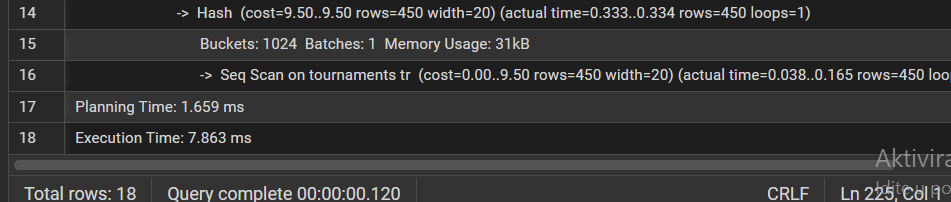 14 -> Hash (cost=9.50..9.50 rows=450 width=20) (actual time=0.333..0.334 rows=450 loops=1)
15 Buckets: 1024 Batches: 1 Memory Usage: 31kB
16 -> Seq Scan on tournaments tr (cost=0.00..9.50 rows=450 width=20) (actual time=0.038..0.165 rows=450 loo
17 Planning Time: 1.659 ms
18 Execution Time: 7.863 ms
Aktivira
Total rows: 18 Query complete 00:00:00.120 CRLF Ln 225, Col 1